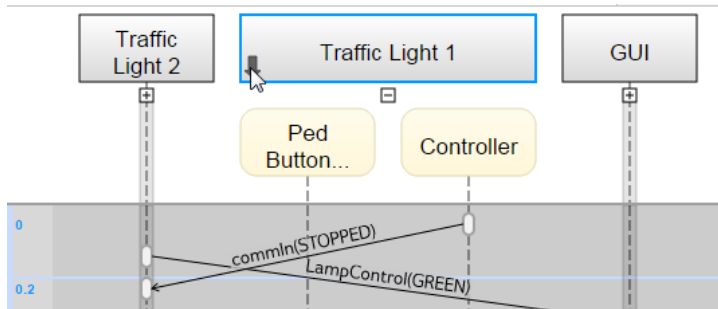 Traffic
Light 2
Traffic Light 1
GUI
Ped
Button...
Controller
0
commIn(STOPPED)
LampControl(GREEN)
0.2